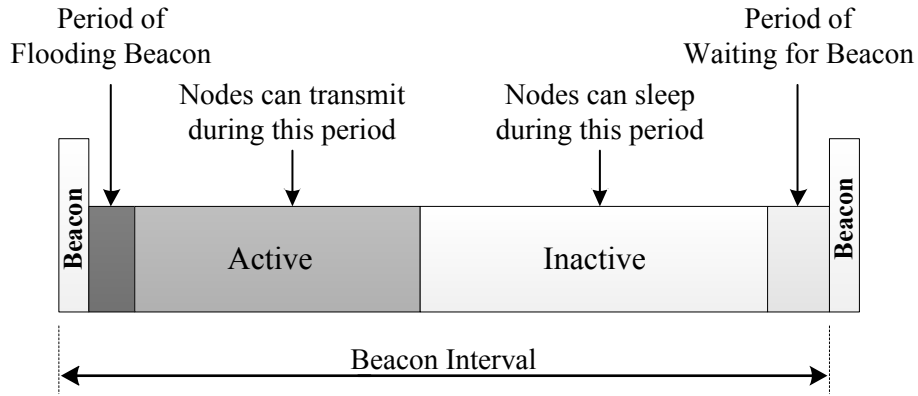 Period of
Flooding Beacon
Period of
Waiting for Beacon
Nodes can transmit
during this period
Nodes can sleep
during this period
Beacon
Active
Inactive
Beacon
Beacon Interval